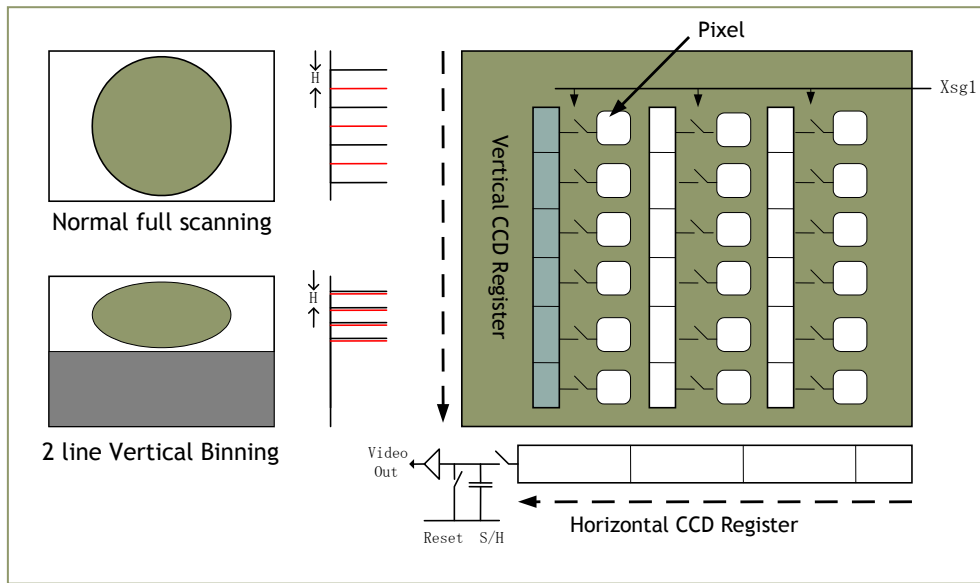 Pixel
H
Xsg1
Vertical CCD Register
Normal full scanning
H
2 line Vertical Binning
Video
Out
Reset S/H
Horizontal CCD Register